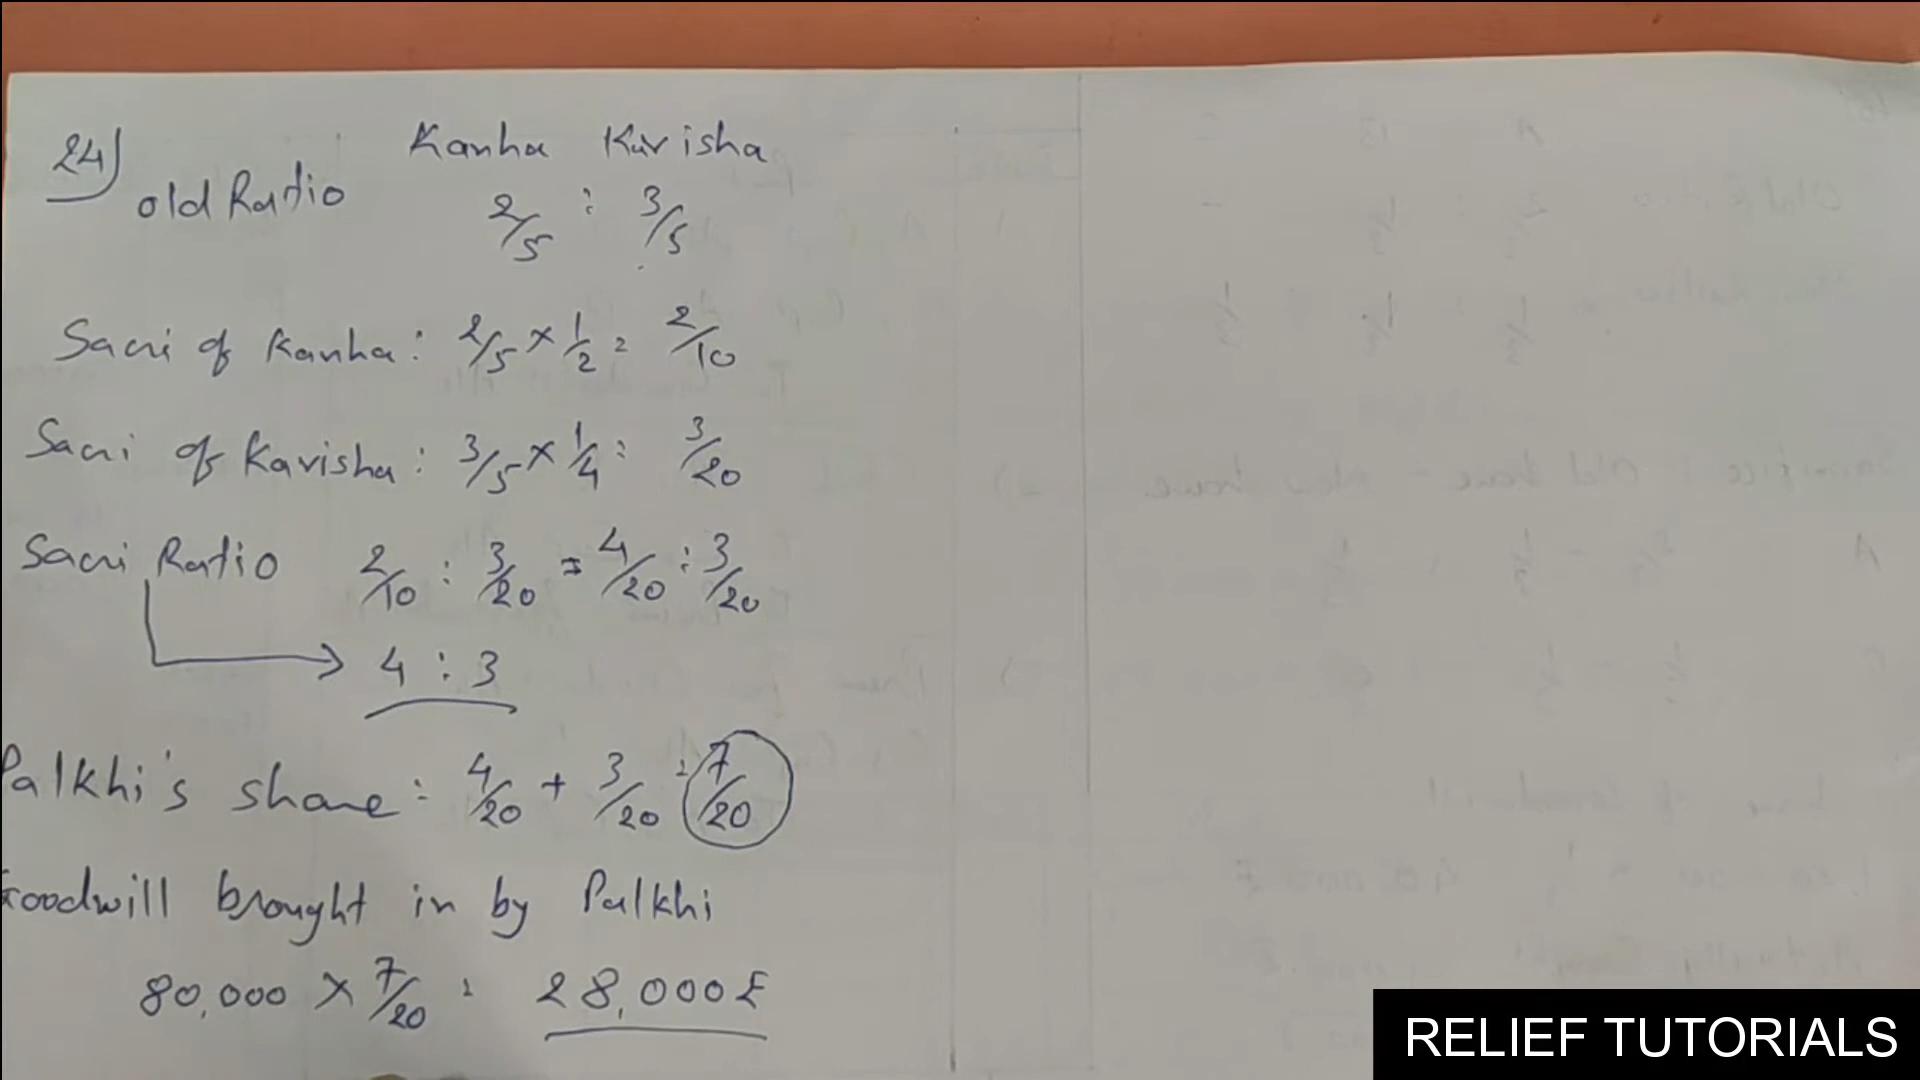 24)
Kanha Kavisha
old Ratio 2/5 : 3/5
Sacri of Kanha : 2/5 × 1/2 = 2/10
Sacri of Kavisha : 3/5 × 1/4 = 3/20
Sacri Ratio 2/10 : 3/20 = 4/20 : 3/20
→ 4 : 3
Palkhi's share : 4/20 + 3/20 = 7/20
Goodwill brought in by Palkhi
80,000 × 7/20 = 28,000₹
RELIEF TUTORIALS